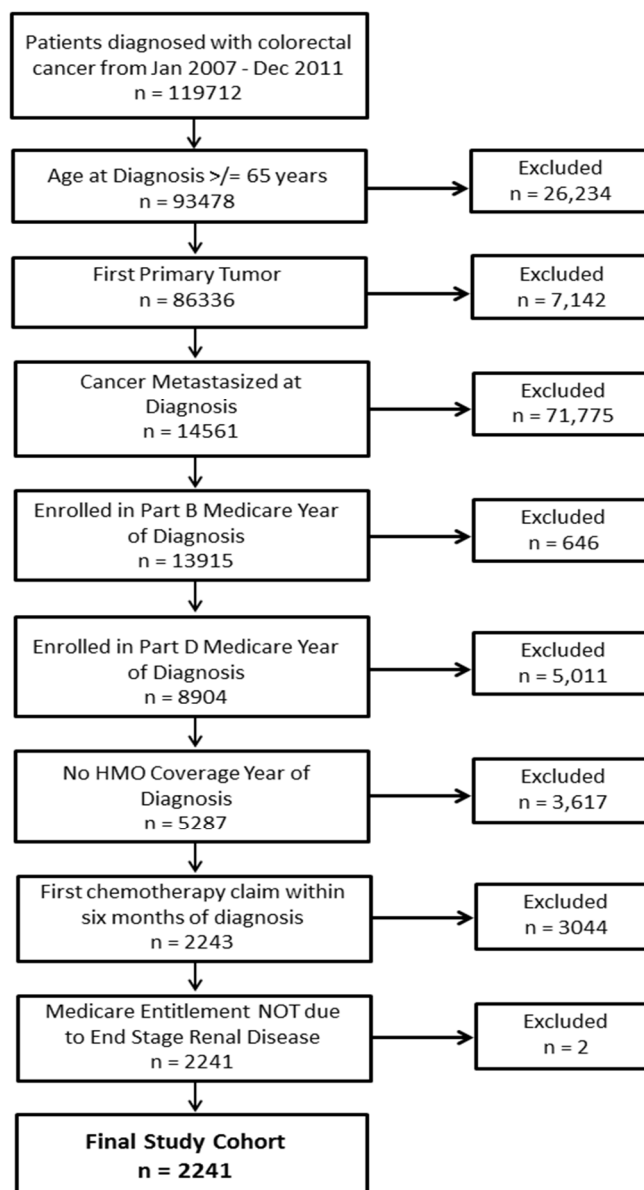 Patients diagnosed with colorectal
cancer from Jan 2007 - Dec 2011
n = 119712
Age at Diagnosis >/= 65 years
n = 93478
Excluded
n = 26,234
First Primary Tumor
n = 86336
Excluded
n = 7,142
Cancer Metastasized at
Diagnosis
n = 14561
Excluded
n = 71,775
Enrolled in Part B Medicare Year
of Diagnosis
n = 13915
Excluded
n = 646
Enrolled in Part D Medicare Year
of Diagnosis
n = 8904
Excluded
n = 5,011
No HMO Coverage Year of
Diagnosis
n = 5287
Excluded
n = 3,617
First chemotherapy claim within
six months of diagnosis
n = 2243
Excluded
n = 3044
Medicare Entitlement NOT due
to End Stage Renal Disease
n = 2241
Excluded
n = 2
Final Study Cohort
n = 2241